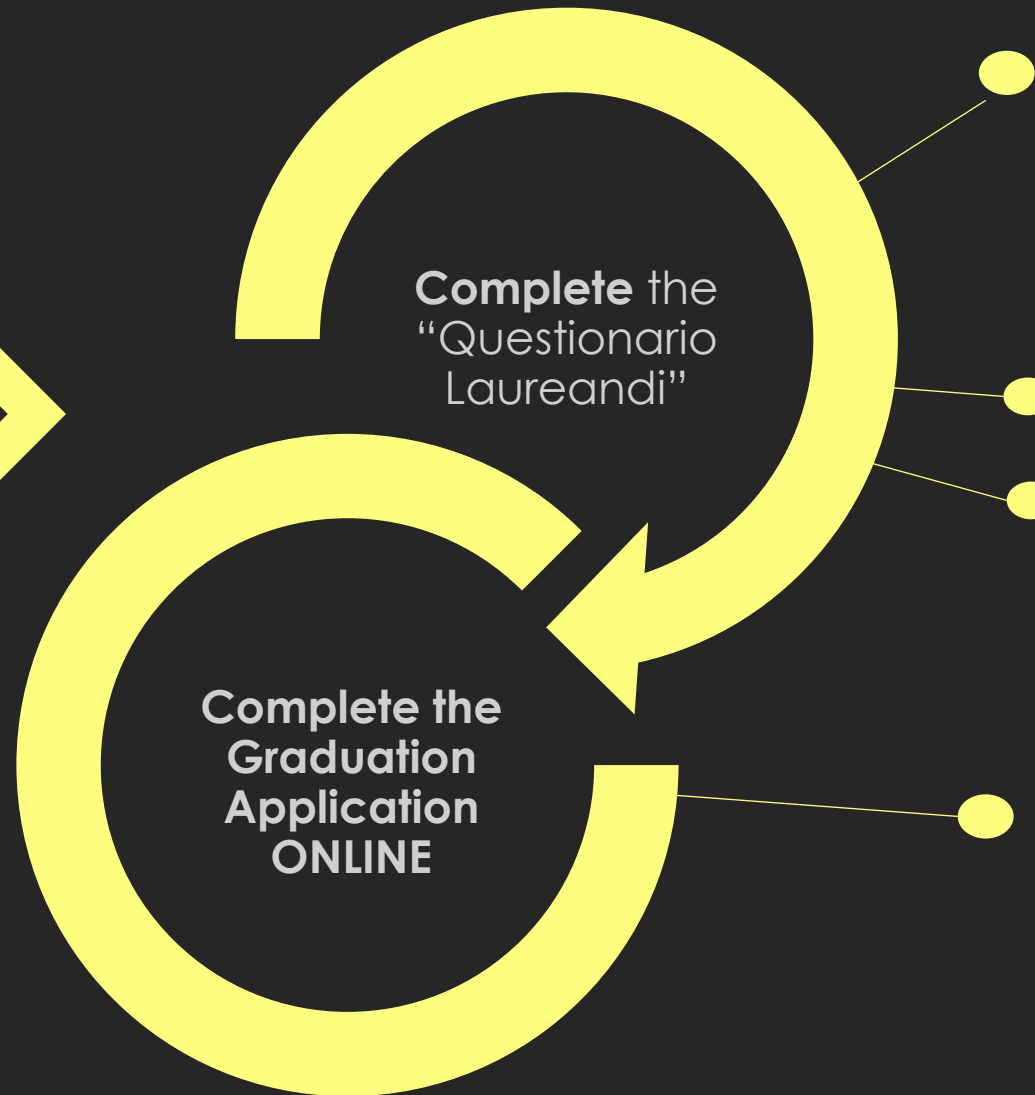 Complete the
“Questionario
Laureandi”
Complete the
Graduation
Application
ONLINE